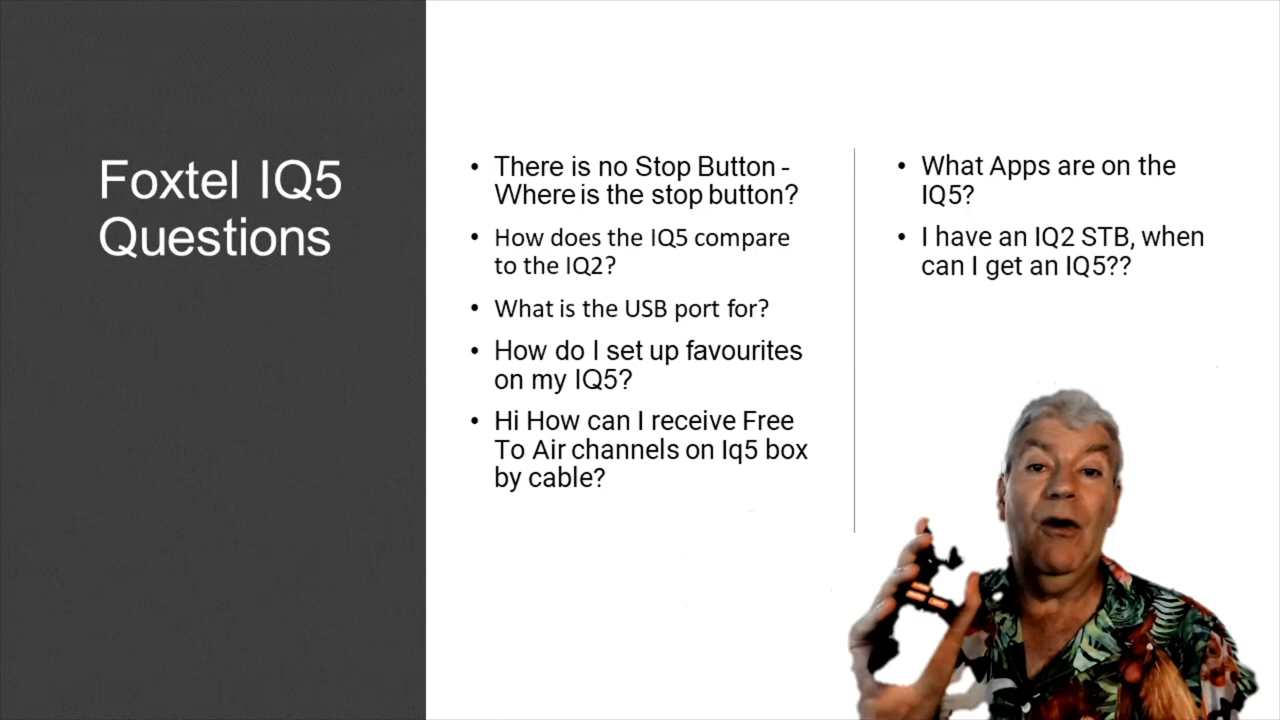 Foxtel IQ5
Questions
• There is no Stop Button -
Where is the stop button?
• How does the IQ5 compare
to the IQ2?
• What is the USB port for?
• How do I set up favourites
on my IQ5?
• Hi How can I receive Free
To Air channels on Iq5 box
by cable?
• What Apps are on the
IQ5?
• I have an IQ2 STB, when
can I get an IQ5??